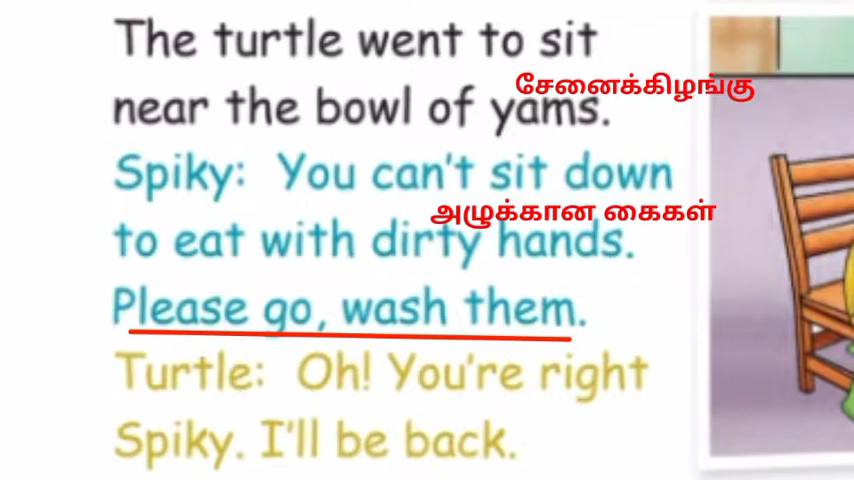 The turtle went to sit
சேனைக்கிழங்கு
near the bowl of yams.
Spiky: You can't sit down
அழுக்கான கைகள்
to eat with dirty hands.
Please go, wash them.
Turtle: Oh! You're right
Spiky. I'll be back.